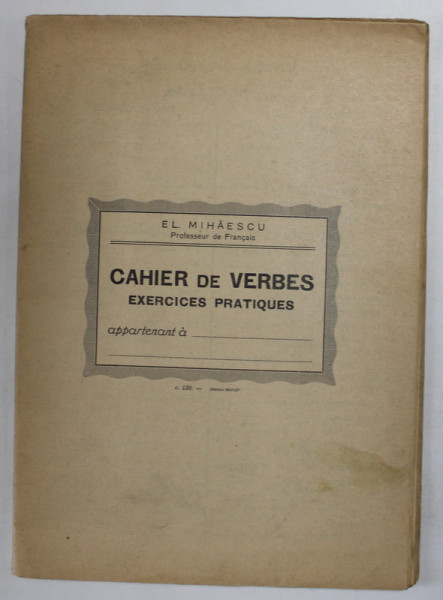 EL. MIHĂESCU
Professeur de Français
CAHIER DE VERBES
EXERCICES PRATIQUES
appartenant à